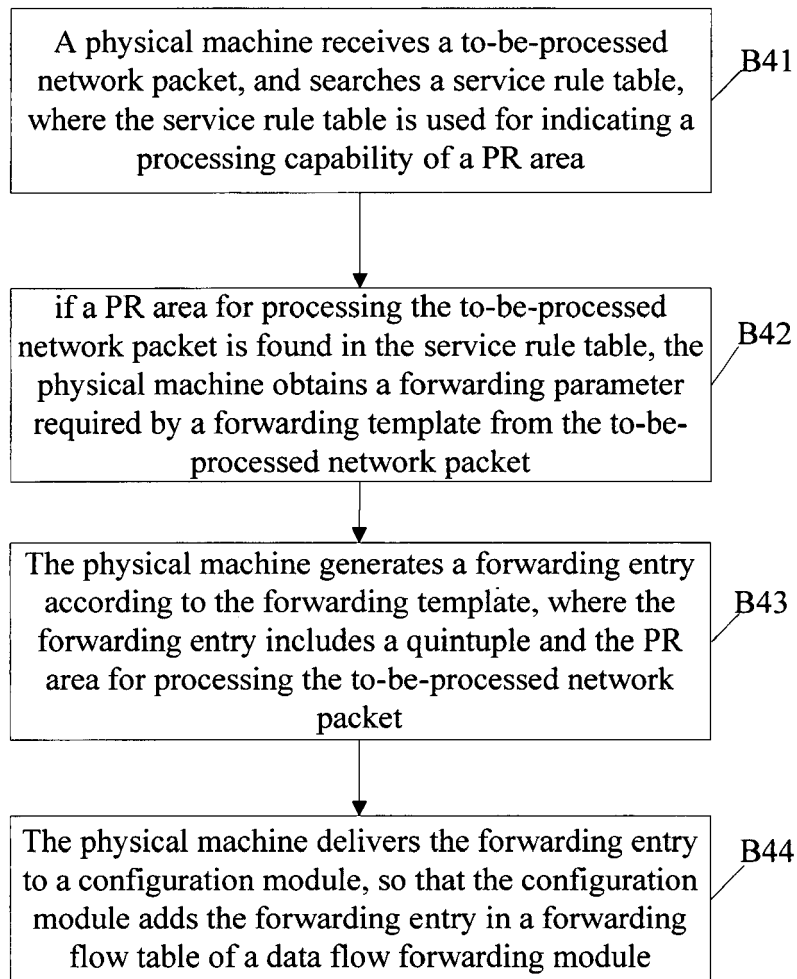 A physical machine receives a to-be-processed
network packet, and searches a service rule table,
where the service rule table is used for indicating a
processing capability of a PR area
B41
if a PR area for processing the to-be-processed
network packet is found in the service rule table, the
physical machine obtains a forwarding parameter
required by a forwarding template from the to-be-
processed network packet
B42
The physical machine generates a forwarding entry
according to the forwarding template, where the
forwarding entry includes a quintuple and the PR
area for processing the to-be-processed network
packet
B43
The physical machine delivers the forwarding entry
to a configuration module, so that the configuration
module adds the forwarding entry in a forwarding
flow table of a data flow forwarding module
B44